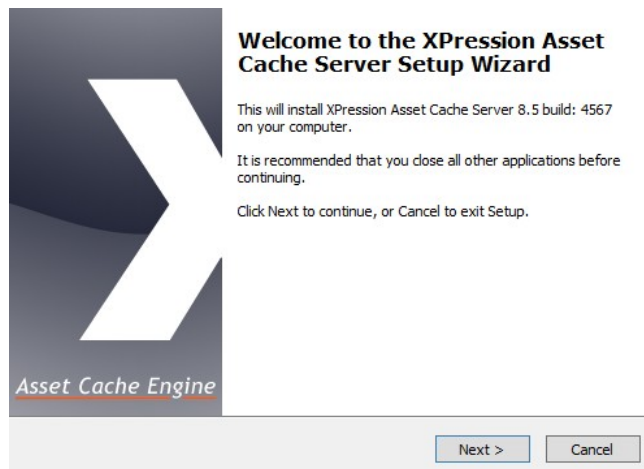 Welcome to the XPression Asset
Cache Server Setup Wizard
This will install XPression Asset Cache Server 8.5 build: 4567
on your computer.
It is recommended that you close all other applications before
continuing.
Click Next to continue, or Cancel to exit Setup.
Asset Cache Engine
Next >
Cancel